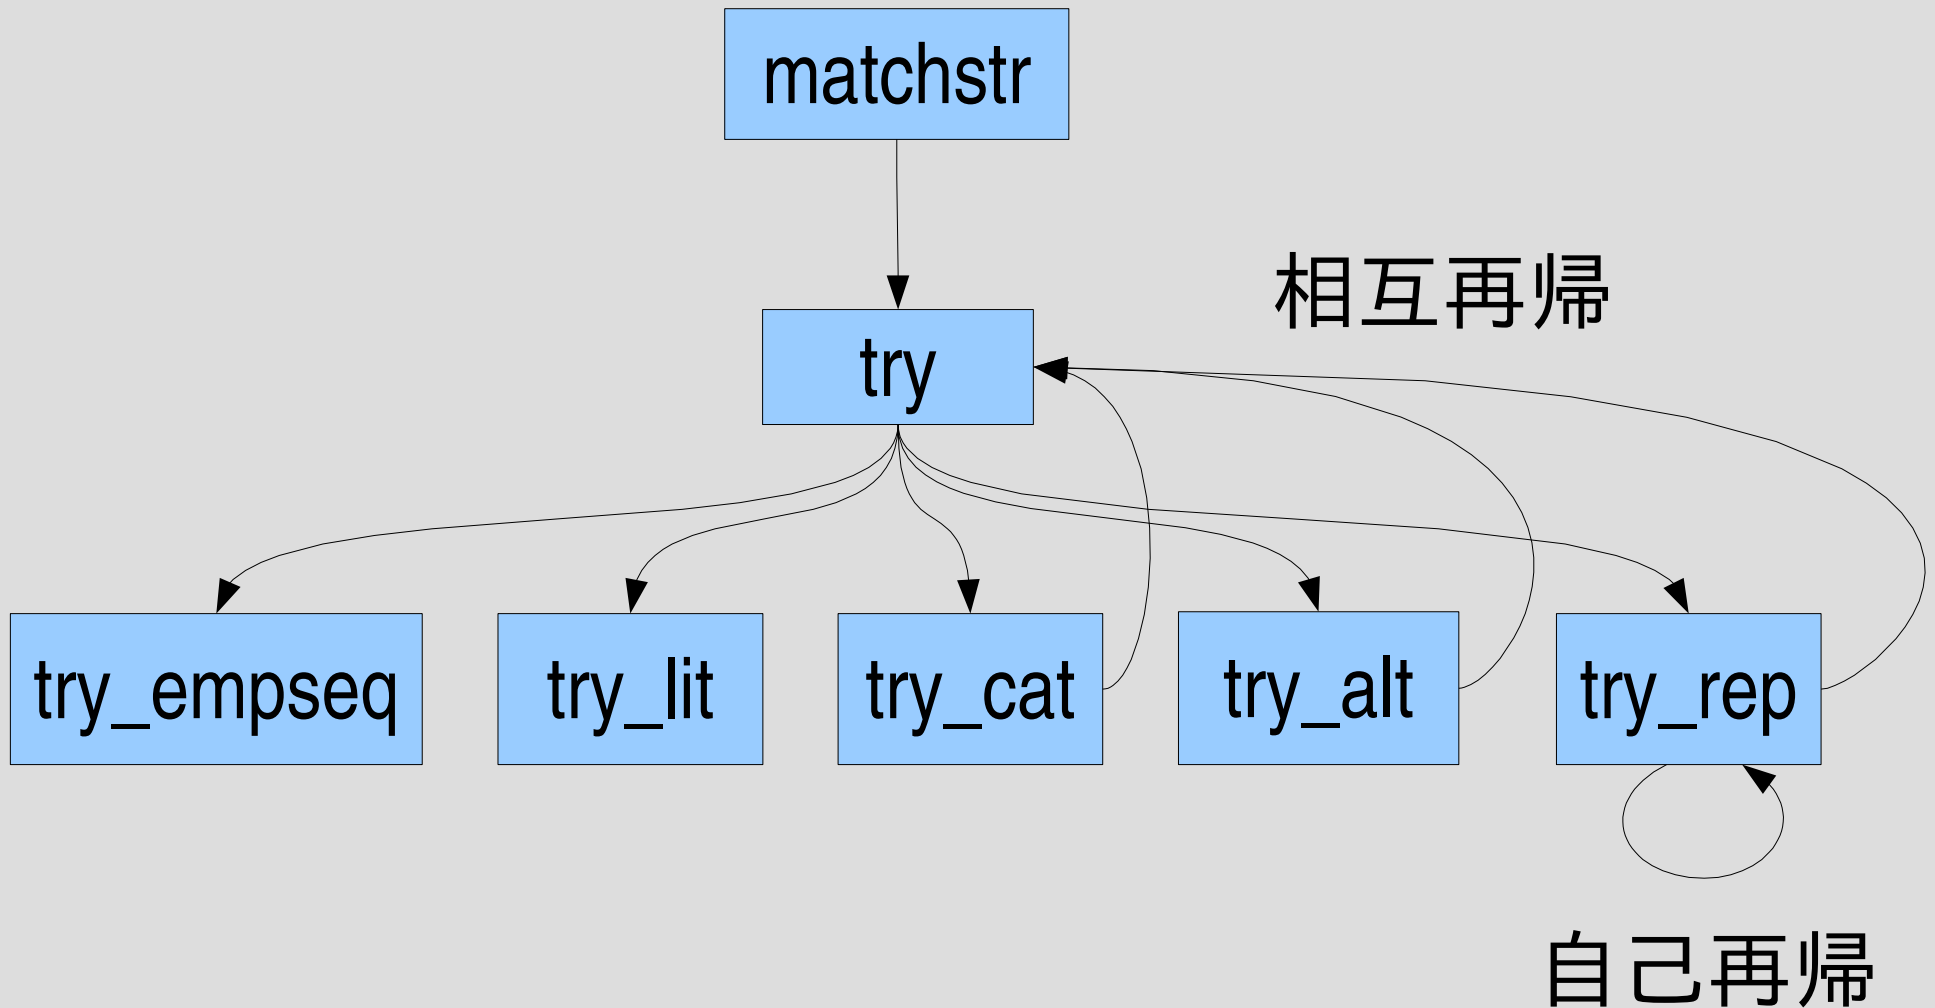 matchstr
相互再帰
try
try_empseq
try_lit
try_cat
try_alt
try_rep
自己再帰